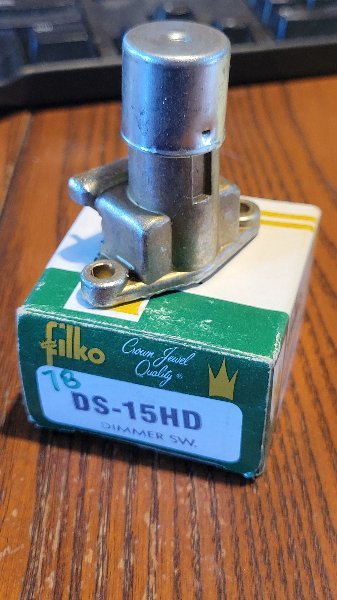 filko
Crown Jewel
Quality®
78
DS-15HD
DIMMER SW.